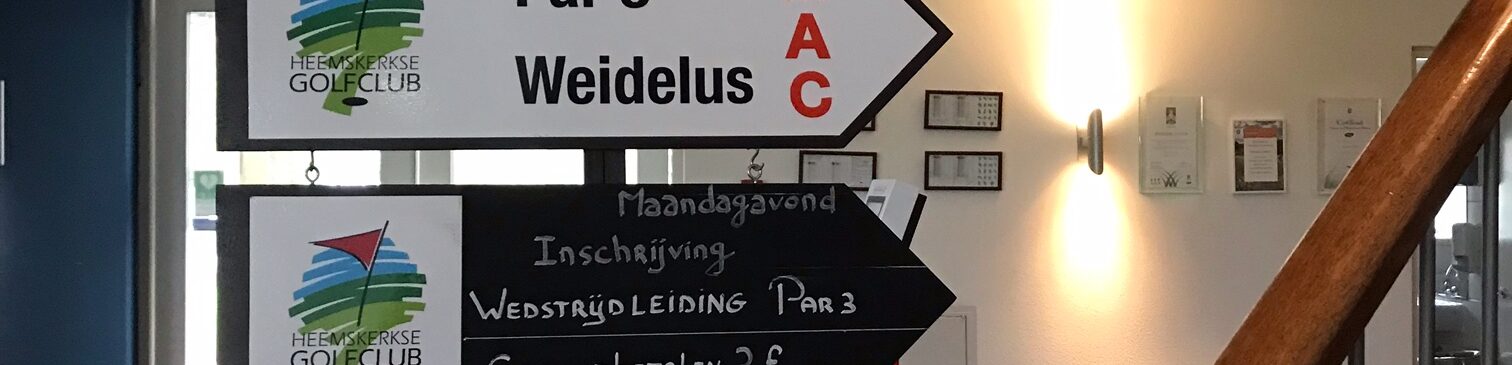 Weidelus
A
C
HEEMSKERKSE
GOLFCLUB
Maandagavond
Inschrijving
WEDSTRIJDLEIDING PAR 3
HEEMSKERKSE
GOLFCLUB